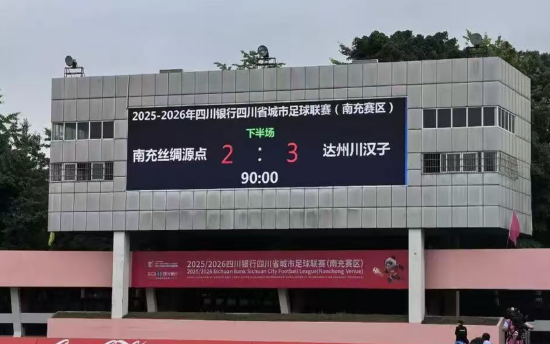 2025-2026年四川银行四川省城市足球联赛（南充赛区）
下半场
南充丝绸源点 2 : 3 达州川汉子
90:00
2025/2026四川银行四川省城市足球联赛(南充赛区)
2025/2026 Sichuan Bank Sichuan City Football League(Nanchong Venue)